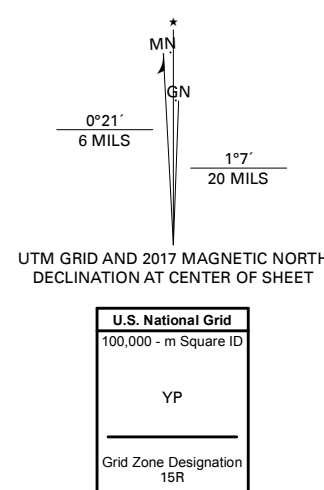 ★
MN
GN
0°21´
6 MILS
1°7´
20 MILS
UTM GRID AND 2017 MAGNETIC NORTH
DECLINATION AT CENTER OF SHEET
U.S. National Grid
100,000 - m Square ID
YP
Grid Zone Designation
15R